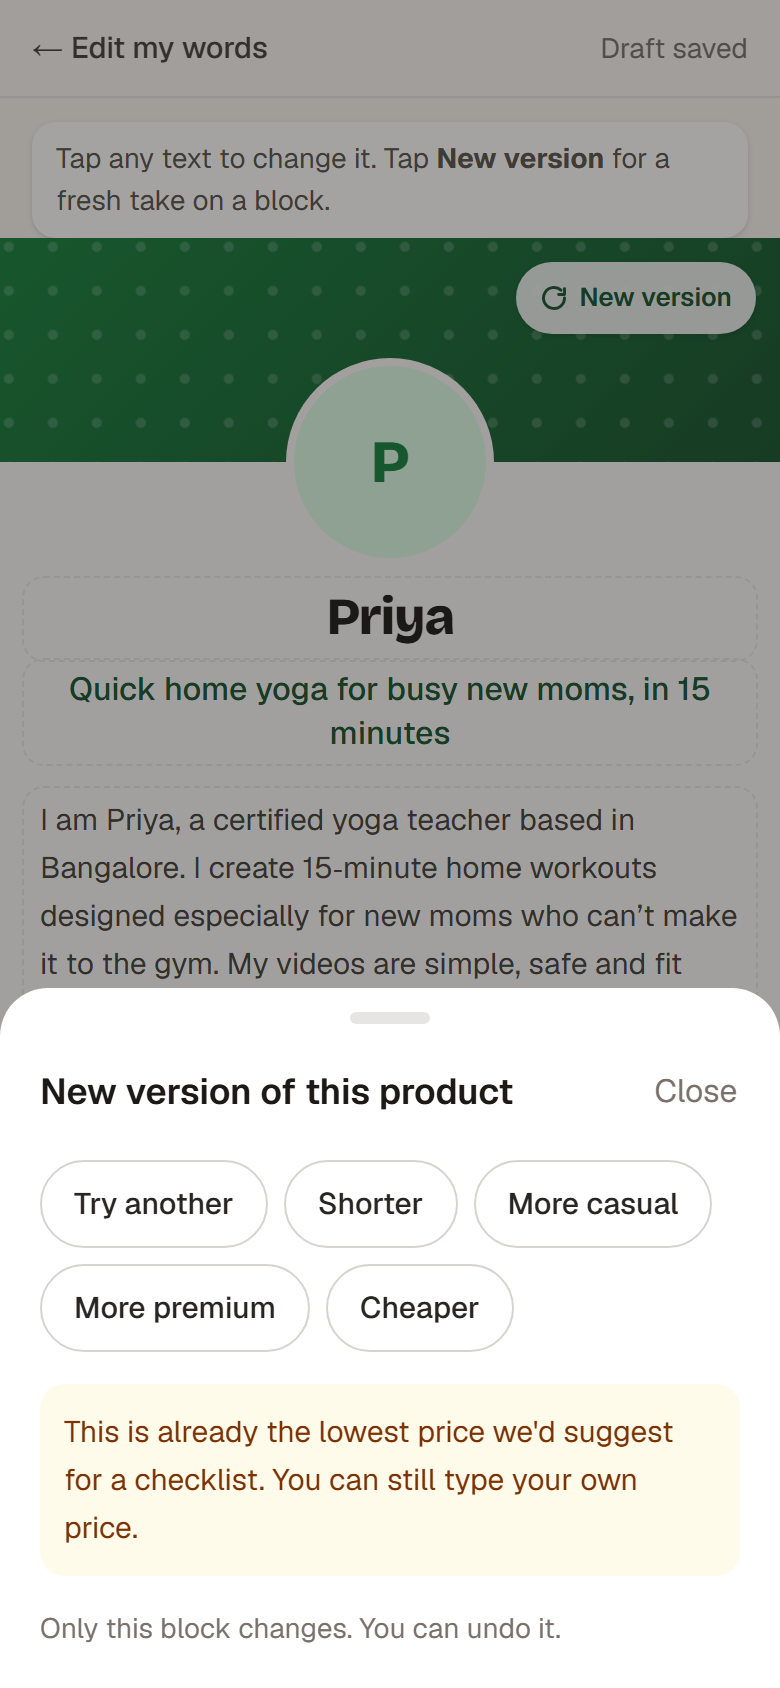 ← Edit my words
Draft saved
Tap any text to change it. Tap New version for a
fresh take on a block.
New version
P
Priya
Quick home yoga for busy new moms, in 15
minutes
I am Priya, a certified yoga teacher based in
Bangalore. I create 15-minute home workouts
designed especially for new moms who can’t make
it to the gym. My videos are simple, safe and fit
New version of this product
Close
Try another
Shorter
More casual
More premium
Cheaper
This is already the lowest price we'd suggest
for a checklist. You can still type your own
price.
Only this block changes. You can undo it.